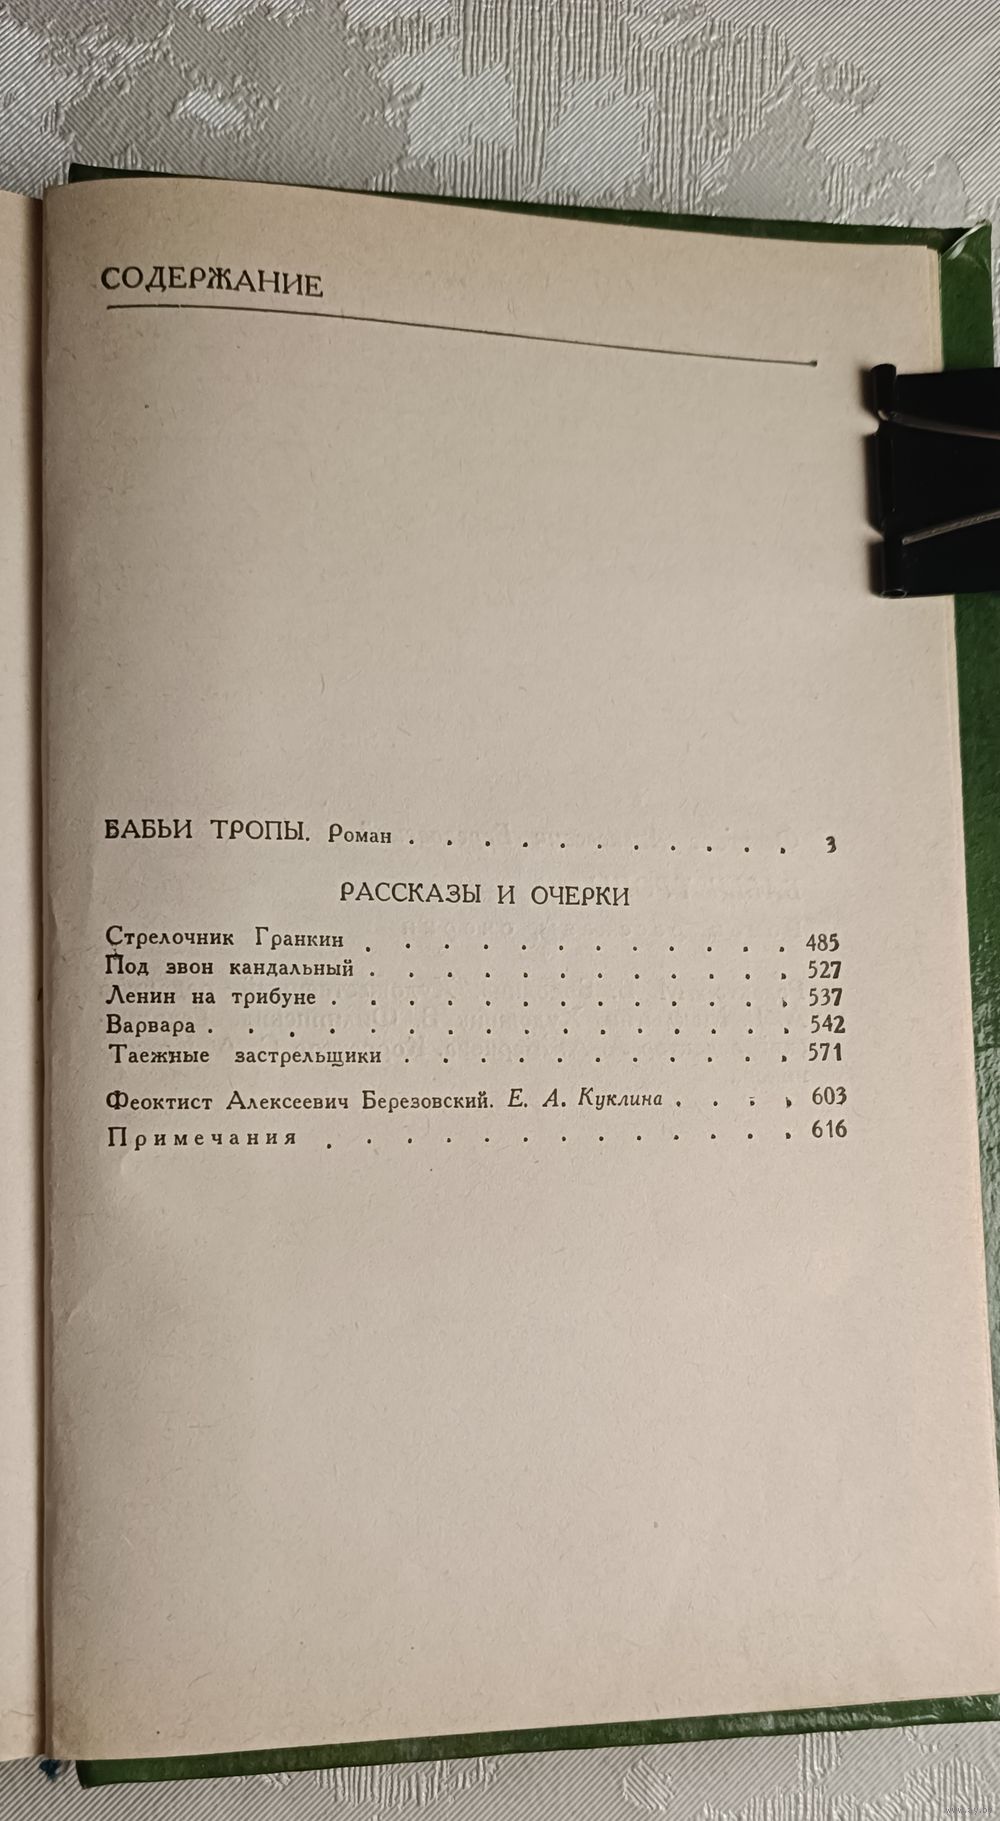 СОДЕРЖАНИЕ
БАБЬИ ТРОПЫ. Роман . . . . . . . . . . . 3
РАССКАЗЫ И ОЧЕРКИ
Стрелочник Гранкин . . . . . . . . . . . . 485
Под звон кандальный . . . . . . . . . . . . 527
Ленин на трибуне . . . . . . . . . . . . . 537
Варвара . . . . . . . . . . . . . . . . 542
Таежные застрельщики . . . . . . . . . . . 571
Феоктист Алексеевич Березовский. Е. А. Куклина . . . . 603
Примечания . . . . . . . . . . . . . 616